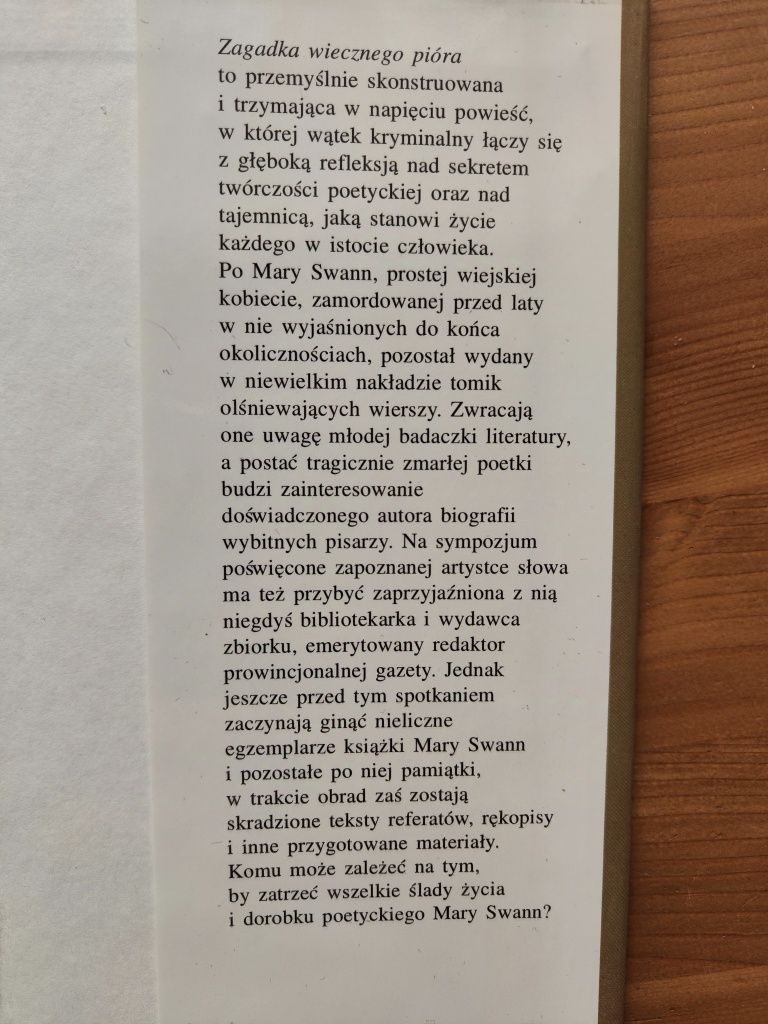 Zagadka wiecznego pióra
to przemyślnie skonstruowana
i trzymająca w napięciu powieść,
w której wątek kryminalny łączy się
z głęboką refleksją nad sekretem
twórczości poetyckiej oraz nad
tajemnicą, jaką stanowi życie
każdego w istocie człowieka.
Po Mary Swann, prostej wiejskiej
kobiecie, zamordowanej przed laty
w nie wyjaśnionych do końca
okolicznościach, pozostał wydany
w niewielkim nakładzie tomik
olśniewających wierszy. Zwracają
one uwagę młodej badaczki literatury,
a postać tragicznie zmarłej poetki
budzi zainteresowanie
doświadczonego autora biografii
wybitnych pisarzy. Na sympozjum
poświęcone zapoznanej artystce słowa
ma też przybyć zaprzyjaźniona z nią
niegdyś bibliotekarka i wydawca
zbiorku, emerytowany redaktor
prowincjonalnej gazety. Jednak
jeszcze przed tym spotkaniem
zaczynają ginąć nieliczne
egzemplarze książki Mary Swann
i pozostałe po niej pamiątki,
w trakcie obrad zaś zostają
skradzione teksty referatów, rękopisy
i inne przygotowane materiały.
Komu może zależeć na tym,
by zatrzeć wszelkie ślady życia
i dorobku poetyckiego Mary Swann?